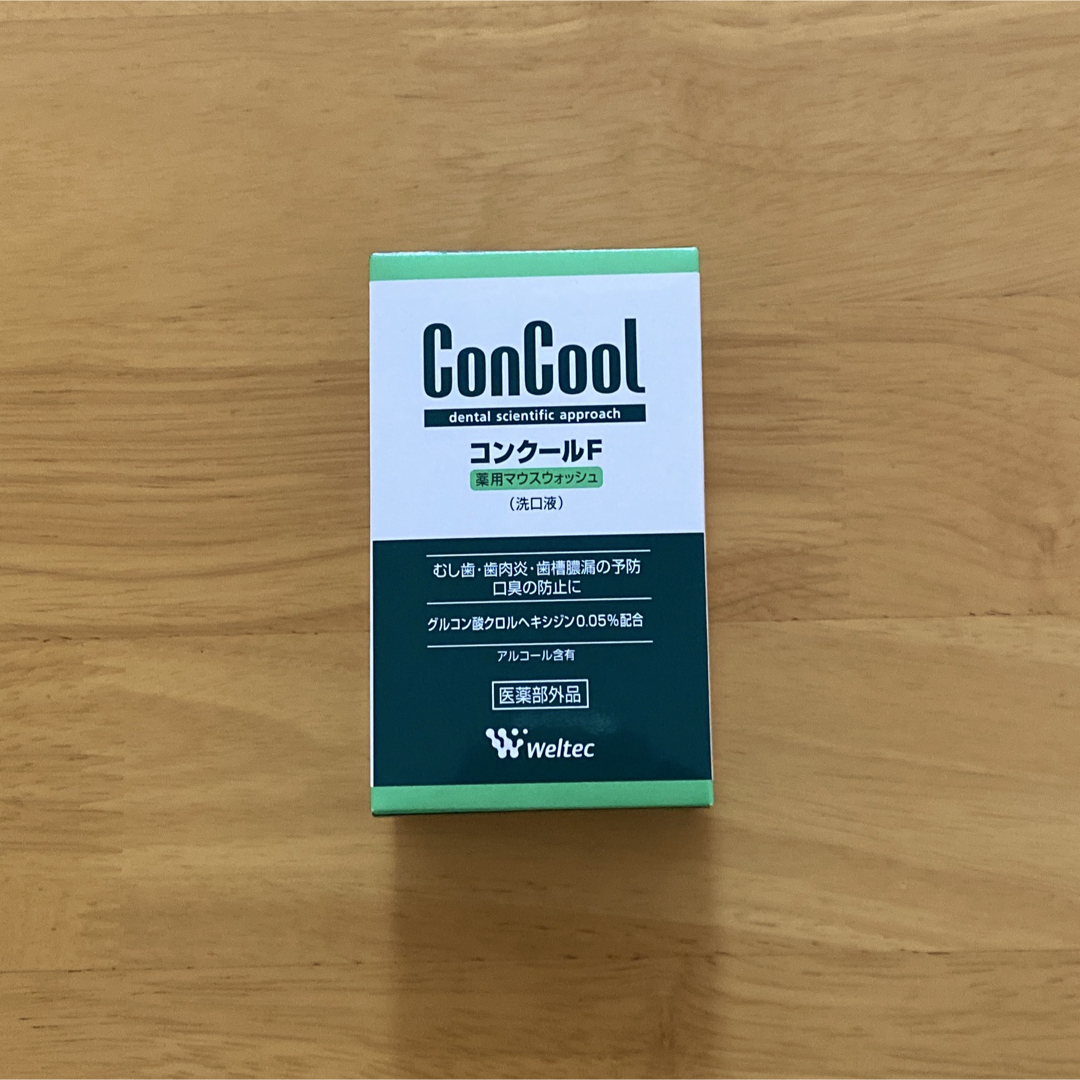 ConCool
dental scientific approach
コンクールF
薬用マウスウォッシュ
（洗口液）
むし歯・歯肉炎・歯槽膿漏の予防
口臭の防止に
グルコン酸クロルヘキシジン0.05%配合
アルコール含有
医薬部外品
weltec